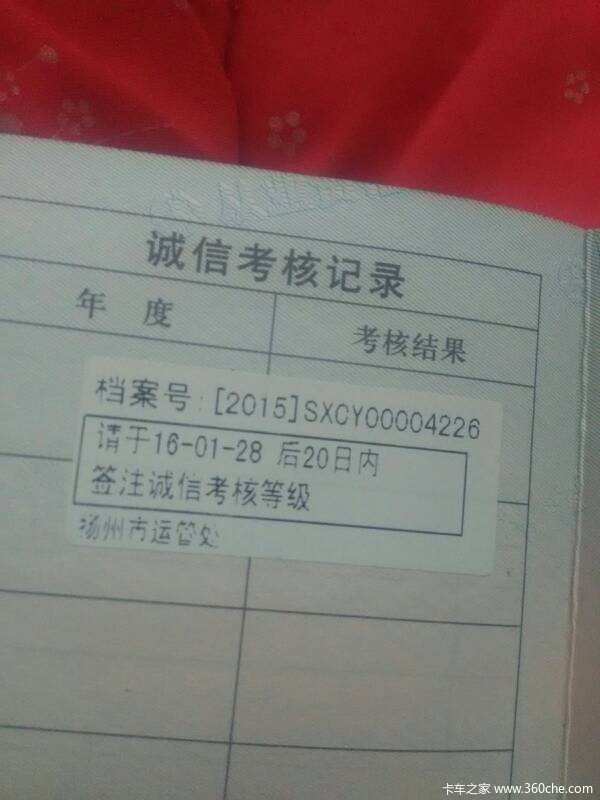 诚信考核记录
年 度 考核结果
档案号:[2015]SXCY00004226
请于16-01-28 后20日内
签注诚信考核等级
扬州市运管处
卡车之家 www.360che.com